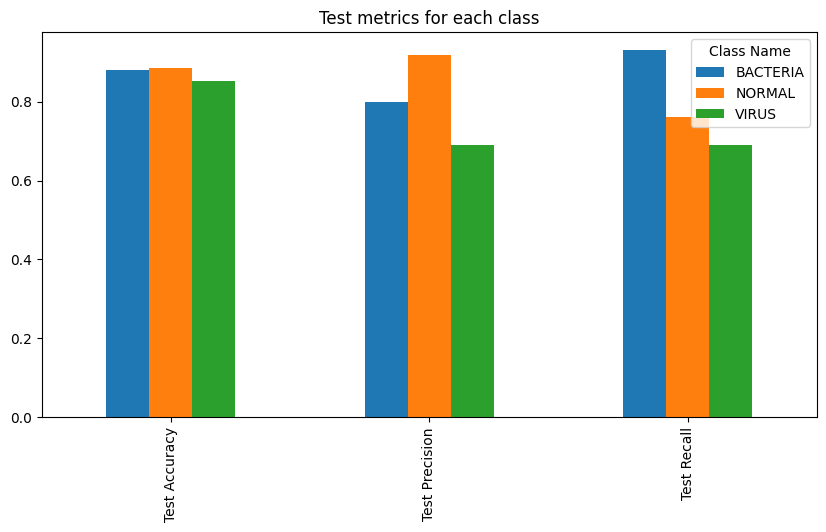 Test metrics for each class
Class Name
BACTERIA
NORMAL
VIRUS
0.8
0.6
0.4
0.2
0.0
Test Accuracy
Test Precision
Test Recall